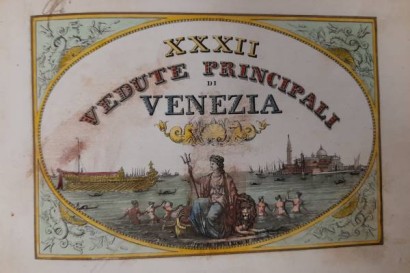 XXXII
VEDUTE PRINCIPALI
DI
VENEZIA